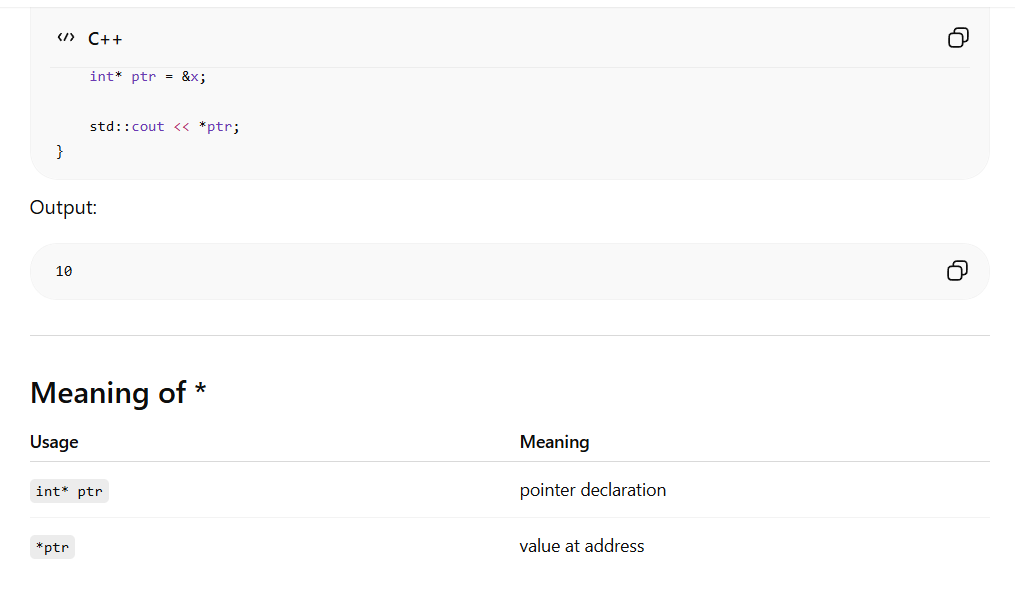 C++
int* ptr = &x;
std::cout << *ptr;
}
Output:
10
Meaning of *
Usage Meaning
int* ptr pointer declaration
*ptr value at address